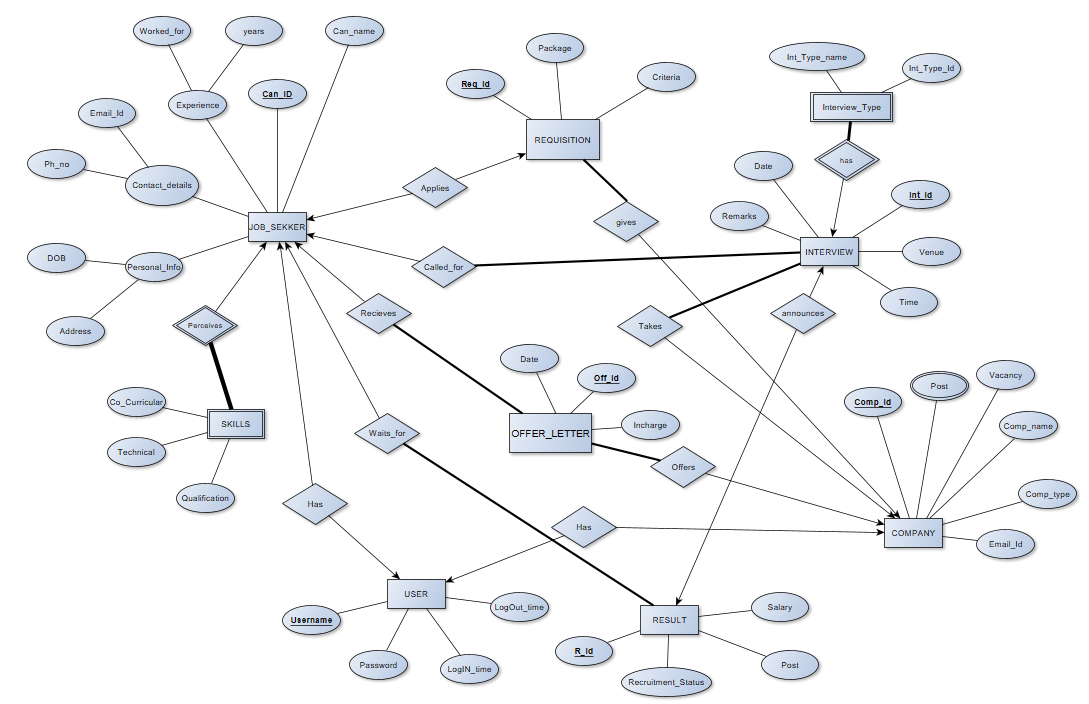 Worked_for
years
Can_name
Package
Int_Type_name
Int_Type_Id
Req_Id
Criteria
Can_ID
Experience
Email_Id
Interview_Type
REQUISITION
has
Ph_no
Contact_details
Date
Applies
Int_Id
Remarks
gives
JOB_SEKKER
INTERVIEW
Venue
DOB
Personal_Info
Called_for
Time
Address
Perceives
Recieves
Takes
announces
Date
Off_Id
Post
Vacancy
Co_Curricular
Comp_Id
SKILLS
Incharge
Comp_name
Waits_for
OFFER_LETTER
Technical
Offers
Qualification
Comp_type
Has
Has
COMPANY
Email_Id
USER
LogOut_time
Username
RESULT
Salary
R_Id
Password
LogIN_time
Post
Recruitment_Status